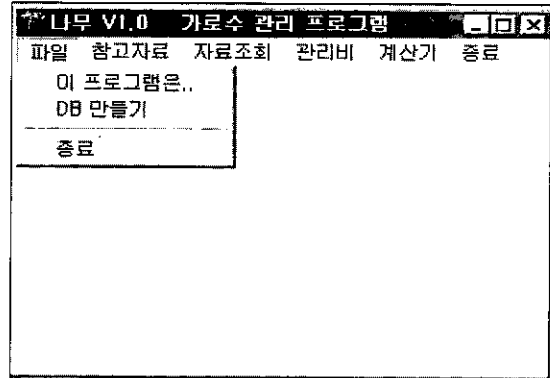 나무 V1.0 가로수 관리 프로그램
파일 참고자료 자료조회 관리비 계산기 종료
이 프로그램은..
DB 만들기
종료